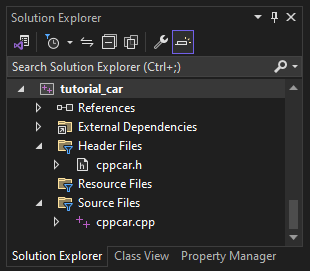 Solution Explorer
Search Solution Explorer (Ctrl+;)
tutorial_car
References
External Dependencies
Header Files
cppcar.h
Resource Files
Source Files
cppcar.cpp
Solution Explorer Class View Property Manager